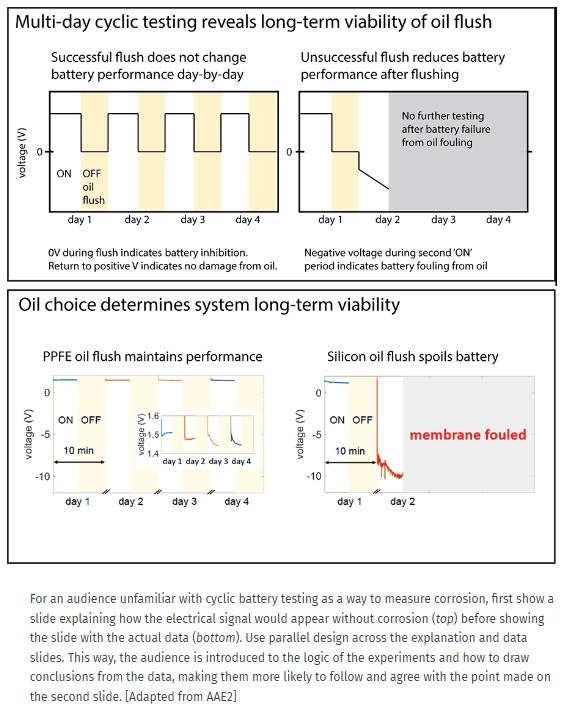 Multi-day cyclic testing reveals long-term viability of oil flush
Successful flush does not change
battery performance day-by-day
Unsuccessful flush reduces battery
performance after flushing
voltage (V)
0
ON
OFF
oil
flush
day 1
day 2
day 3
day 4
0
No further testing
after battery failure
from oil fouling
day 1
day 2
day 3
day 4
0V during flush indicates battery inhibition.
Return to positive V indicates no damage from oil.
Negative voltage during second 'ON'
period indicates battery fouling from oil
Oil choice determines system long-term viability
PPFE oil flush maintains performance
voltage (V)
0
-5
-10
ON
OFF
10 min
voltage (V)
1.6
1.5
1.4
day 1
day 2
day 3
day 4
day 1
day 2
day 3
day 4
Silicon oil flush spoils battery
voltage (V)
0
-5
-10
ON
OFF
10 min
membrane fouled
day 1
day 2
For an audience unfamiliar with cyclic battery testing as a way to measure corrosion, first show a
slide explaining how the electrical signal would appear without corrosion (top) before showing
the slide with the actual data (bottom). Use parallel design across the explanation and data
slides. This way, the audience is introduced to the logic of the experiments and how to draw
conclusions from the data, making them more likely to follow and agree with the point made on
the second slide. [Adapted from AAE2]